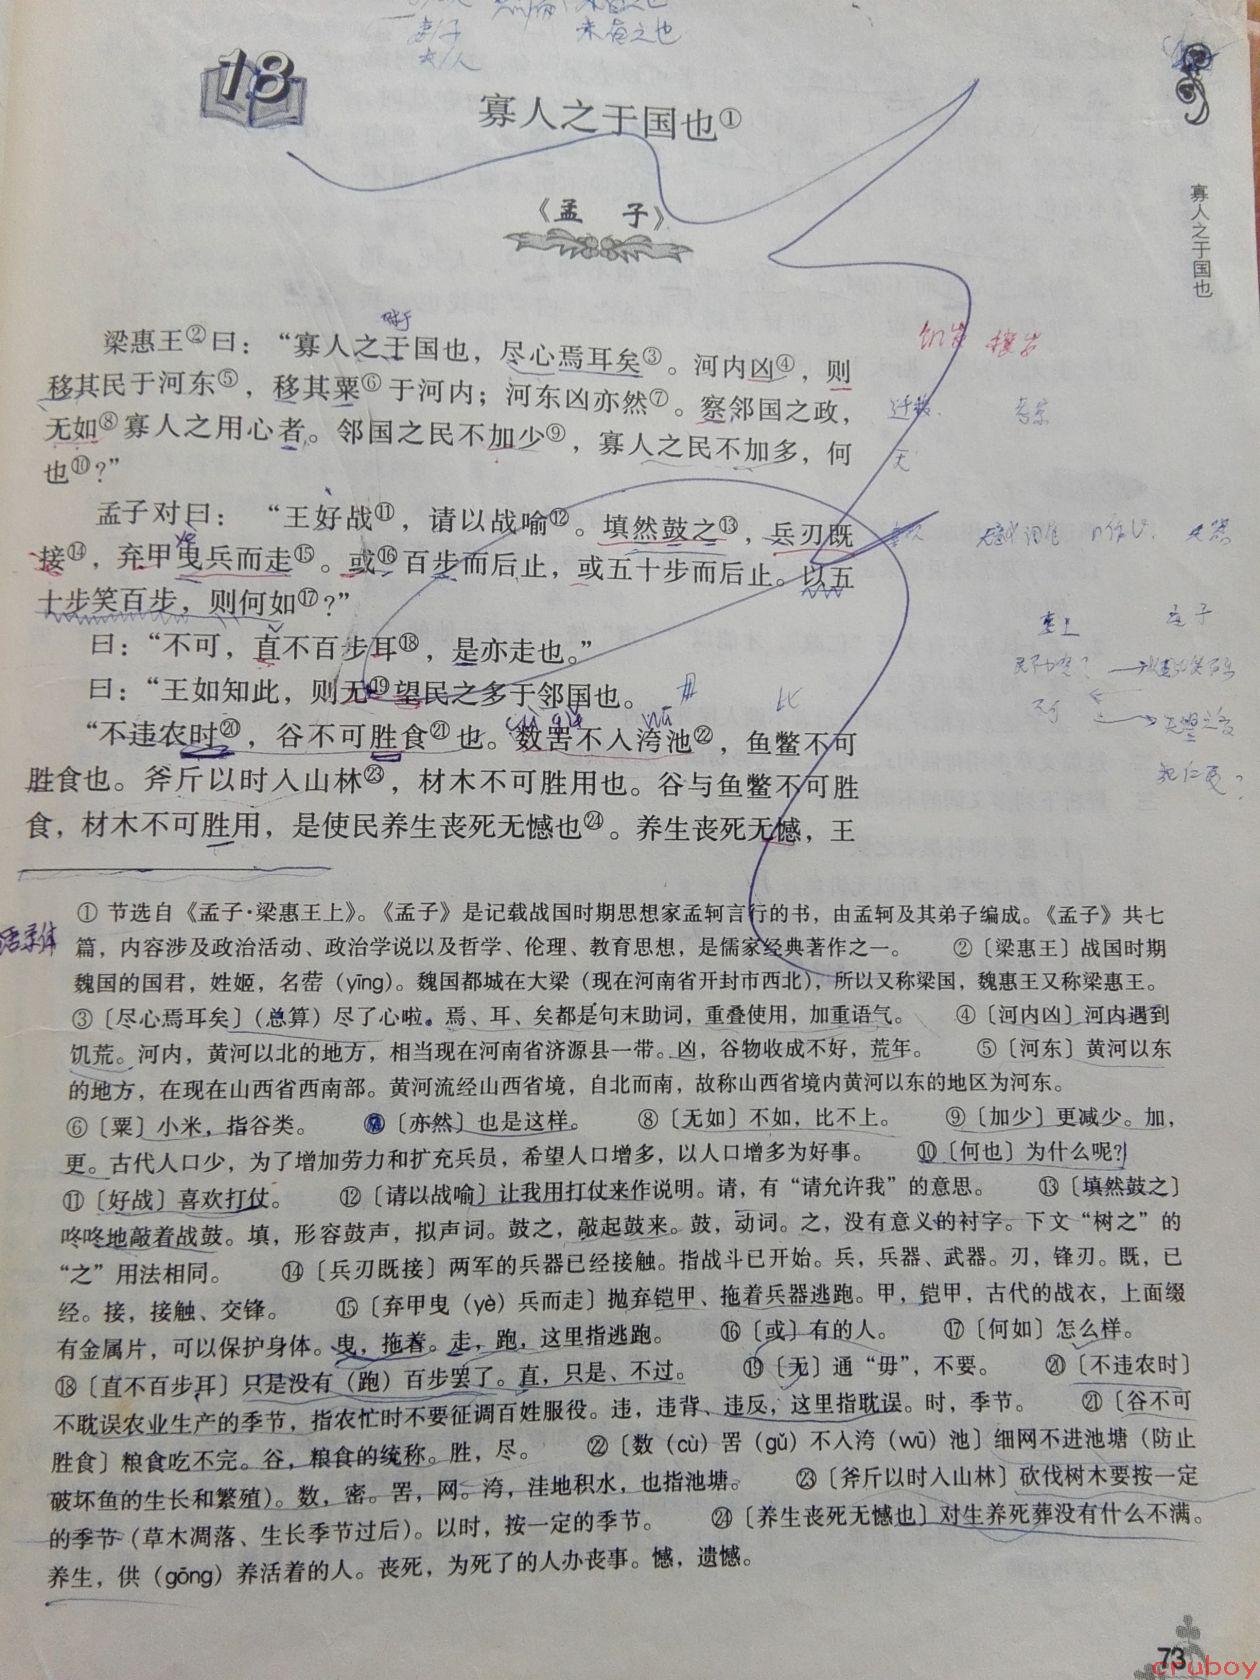 未有之也
孟子
夫人
18
寡人之于国也①
《孟 子》
寡人之于国也
梁惠王②曰：“寡人之于国也，尽心焉耳矣③。河内凶④，则
移其民于河东⑤，移其粟⑥于河内；河东凶亦然⑦。察邻国之政，
无如⑧寡人之用心者。邻国之民不加少⑨，寡人之民不加多，何
也⑩？”
孟子对曰：“王好战⑪，请以战喻⑫。填然鼓之⑬，兵刃既
接⑭，弃甲曳兵而走⑮。或⑯百步而后止，或五十步而后止。以五
十步笑百步，则何如⑰？”
曰：“不可，直不百步耳⑱，是亦走也。”
曰：“王如知此，则无⑲望民之多于邻国也。
“不违农时⑳，谷不可胜食㉑也。数罟不入洿池㉒，鱼鳖不可
胜食也。斧斤以时入山林㉓，材木不可胜用也。谷与鱼鳖不可胜
食，材木不可胜用，是使民养生丧死无憾也㉔。养生丧死无憾，王
① 节选自《孟子·梁惠王上》。《孟子》是记载战国时期思想家孟轲言行的书，由孟轲及其弟子编成。《孟子》共七
篇，内容涉及政治活动、政治学说以及哲学、伦理、教育思想，是儒家经典著作之一。 ②〔梁惠王〕战国时期
魏国的国君，姓姬，名䓨（yīng）。魏国都城在大梁（现在河南省开封市西北），所以又称梁国，魏惠王又称梁惠王。
③〔尽心焉耳矣〕（总算）尽了心啦。焉、耳、矣都是句末助词，重叠使用，加重语气。 ④〔河内凶〕河内遇到
饥荒。河内，黄河以北的地方，相当现在河南省济源县一带。凶，谷物收成不好，荒年。 ⑤〔河东〕黄河以东
的地方，在现在山西省西南部。黄河流经山西省境，自北而南，故称山西省境内黄河以东的地区为河东。
⑥〔粟〕小米，指谷类。 ⑦〔亦然〕也是这样。 ⑧〔无如〕不如，比不上。 ⑨〔加少〕更减少。加，
更。古代人口少，为了增加劳力和扩充兵员，希望人口增多，以人口增多为好事。 ⑩〔何也〕为什么呢？
⑪〔好战〕喜欢打仗。 ⑫〔请以战喻〕让我用打仗来作说明。请，有“请允许我”的意思。 ⑬〔填然鼓之〕
咚咚地敲着战鼓。填，形容鼓声，拟声词。鼓之，敲起鼓来。鼓，动词。之，没有意义的衬字。下文“树之”的
“之”用法相同。 ⑭〔兵刃既接〕两军的兵器已经接触。指战斗已开始。兵，兵器、武器。刃，锋刃。既，已
经。接，接触、交锋。 ⑮〔弃甲曳（yè）兵而走〕抛弃铠甲、拖着兵器逃跑。甲，铠甲，古代的战衣，上面缀
有金属片，可以保护身体。曳，拖着。走，跑，这里指逃跑。 ⑯〔或〕有的人。 ⑰〔何如〕怎么样。
⑱〔直不百步耳〕只是没有（跑）百步罢了。直，只是、不过。 ⑲〔无〕通“毋”，不要。 ⑳〔不违农时〕
不耽误农业生产的季节，指农忙时不要征调百姓服役。违，违背、违反，这里指耽误。时，季节。 ㉑〔谷不可
胜食〕粮食吃不完。谷，粮食的统称。胜，尽。 ㉒〔数（cù）罟（gǔ）不入洿（wū）池〕细网不进池塘（防止
破坏鱼的生长和繁殖）。数，密。罟，网。洿，洼地积水，也指池塘。 ㉓〔斧斤以时入山林〕砍伐树木要按一定
的季节（草木凋落、生长季节过后）。以时，按一定的季节。 ㉔〔养生丧死无憾也〕对生养死葬没有什么不满。
养生，供（gōng）养活着的人。丧死，为死了的人办丧事。憾，遗憾。
73
cruboy